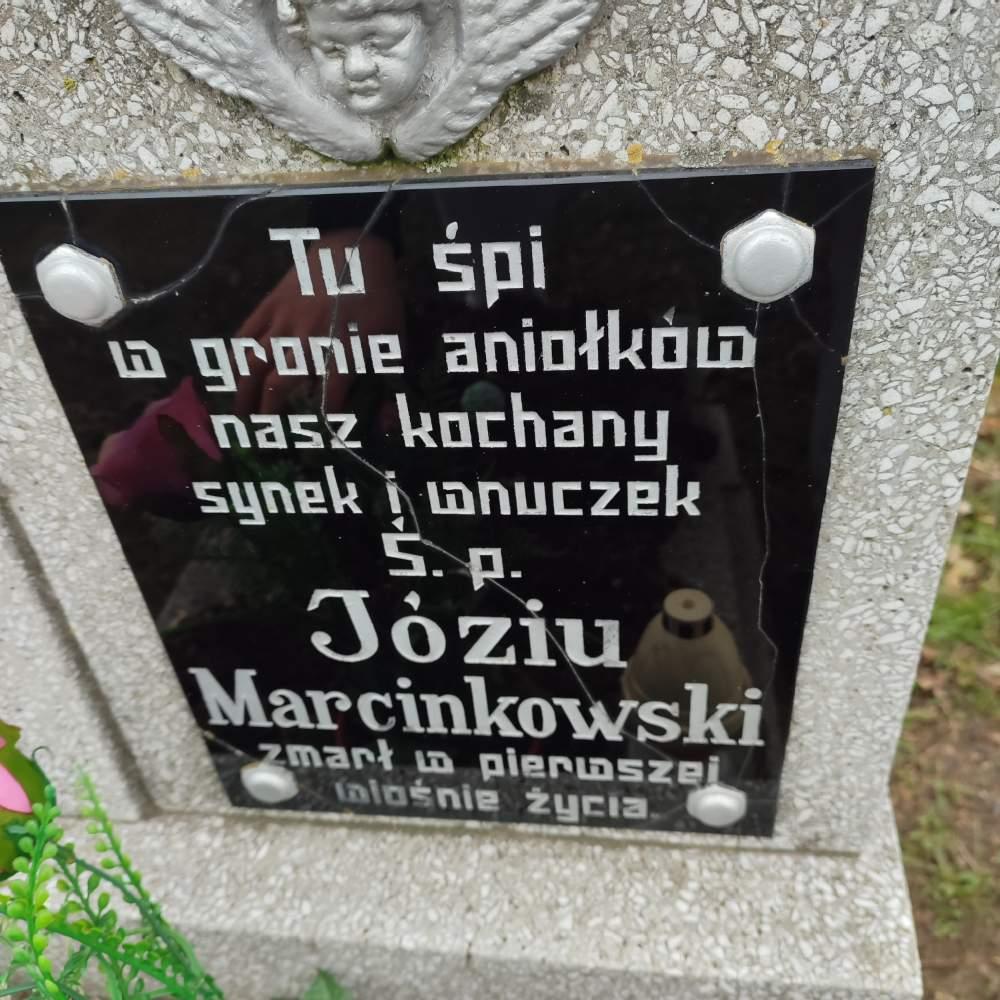 Tu śpi
w gronie aniołków
nasz kochany
synek i wnuczek
Ś. p.
Józiu
Marcinkowski
zmarł w pierwszej
wiośnie życia